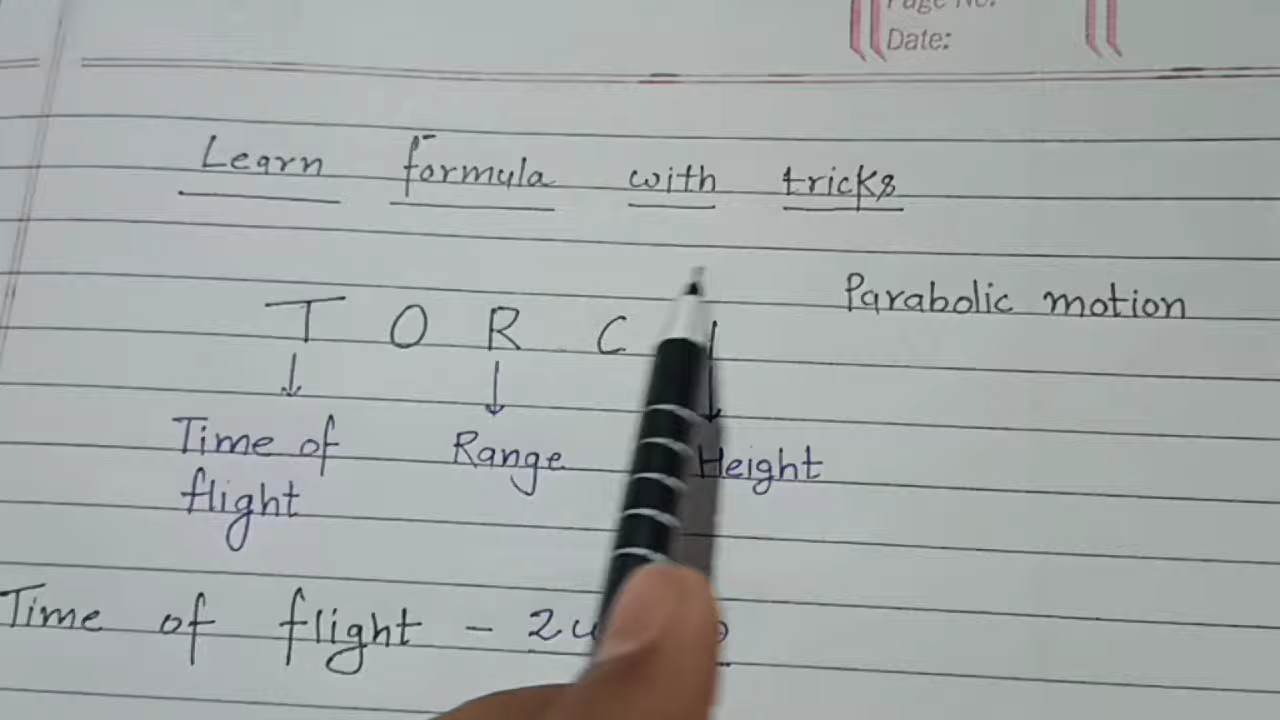 Date:
Learn formula with tricks
Parabolic motion
T O R C
Time of flight
Range
Height
Time of flight - 2u